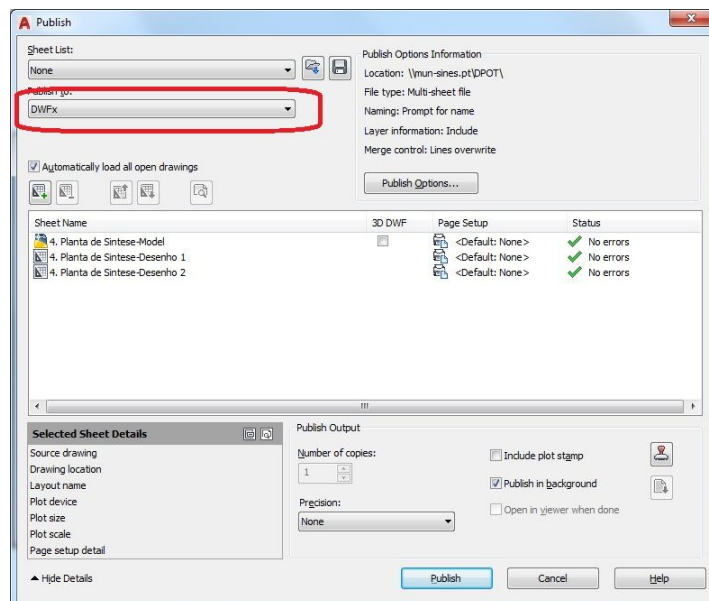 Publish
Sheet List:
None
Publish to:
DWFx
Automatically load all open drawings
Publish Options Information
Location: \\mun-sines.pt\DPOT\
File type: Multi-sheet file
Naming: Prompt for name
Layer information: Include
Merge control: Lines overwrite
Publish Options...
Sheet Name 3D DWF Page Setup Status
4. Planta de Sintese-Model <Default: None> No errors
4. Planta de Sintese-Desenho 1 <Default: None> No errors
4. Planta de Sintese-Desenho 2 <Default: None> No errors
Selected Sheet Details
Source drawing
Drawing location
Layout name
Plot device
Plot size
Plot scale
Page setup detail
Hide Details
Publish Output
Number of copies:
1
Precision:
None
Include plot stamp
Publish in background
Open in viewer when done
Publish Cancel Help